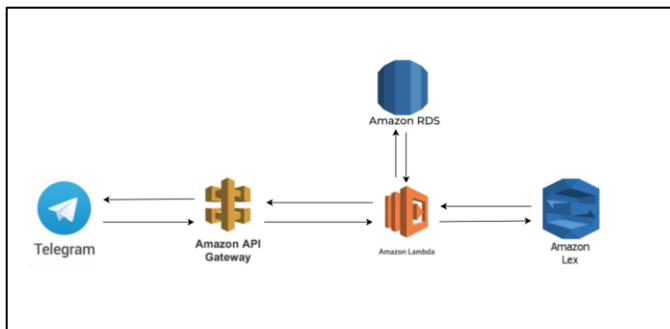 Amazon RDS
Telegram
Amazon API
Gateway
Amazon Lambda
Amazon
Lex